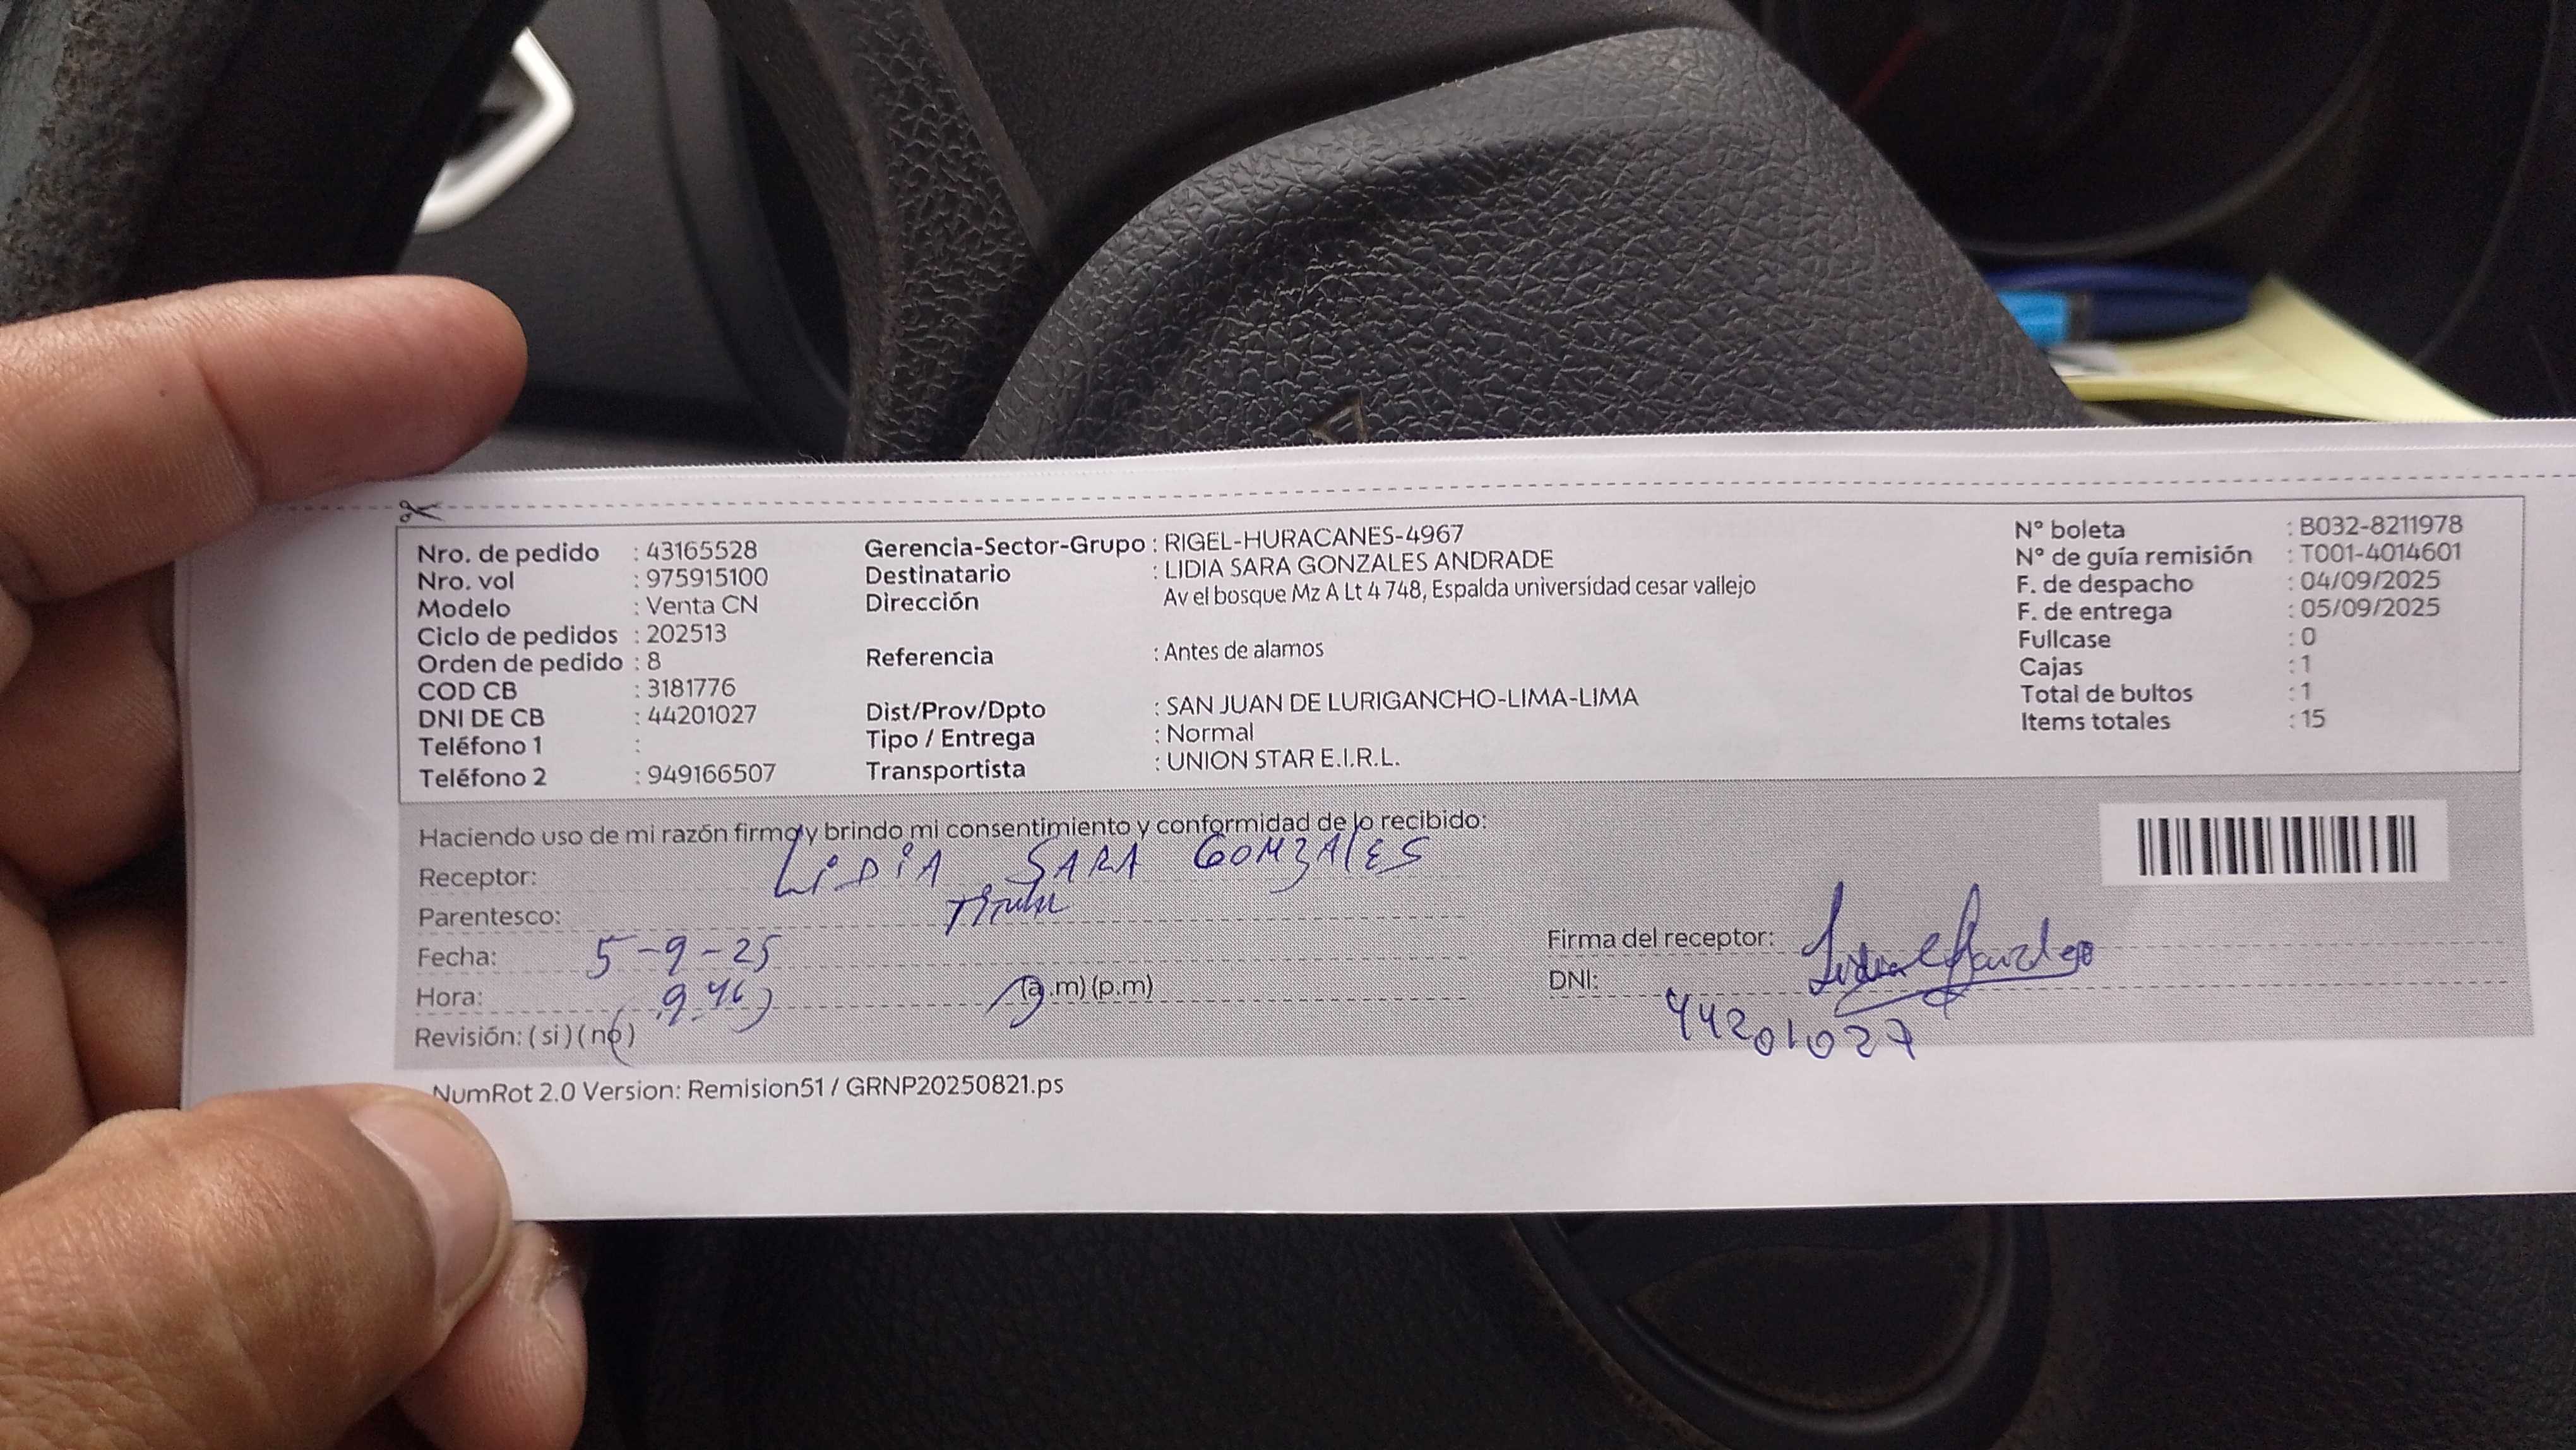 Nro. de pedido : 43165528
Nro. vol : 975915100
Modelo : Venta CN
Ciclo de pedidos : 202513
Orden de pedido : 8
COD CB : 3181776
DNI DE CB : 44201027
Teléfono 1 :
Teléfono 2 : 949166507
Gerencia-Sector-Grupo : RIGEL-HURACANES-4967
Destinatario : LIDIA SARA GONZALES ANDRADE
Dirección Av el bosque Mz A Lt 4 748, Espalda universidad cesar vallejo
Referencia : Antes de alamos
Dist/Prov/Dpto : SAN JUAN DE LURIGANCHO-LIMA-LIMA
Tipo / Entrega : Normal
Transportista : UNION STAR E.I.R.L.
N° boleta : B032-8211978
N° de guía remisión : T001-4014601
F. de despacho : 04/09/2025
F. de entrega : 05/09/2025
Fullcase : 0
Cajas : 1
Total de bultos : 1
Items totales : 15
Haciendo uso de mi razón firmo y brindo mi consentimiento y conformidad de lo recibido:
Receptor: LIDIA SARA GONZALES
Parentesco:
Fecha: 5-9-25
Hora: (a.m) (p.m)
Revisión: ( si ) ( no )
Firma del receptor:
DNI: 44201027
NumRot 2.0 Version: Remision51 / GRNP20250821.ps